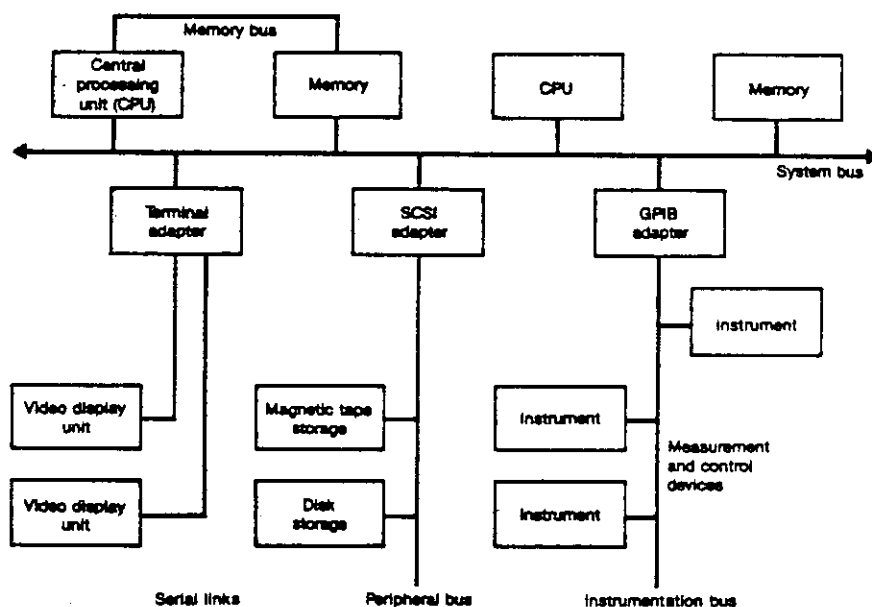 Memory bus
Central
processing
unit (CPU)
Memory
CPU
Memory
System bus
Terminal
adapter
SCSI
adapter
GPIB
adapter
Instrument
Video display
unit
Magnetic tape
storage
Instrument
Measurement
and control
devices
Video display
unit
Disk
storage
Instrument
Serial links
Peripheral bus
Instrumentation bus